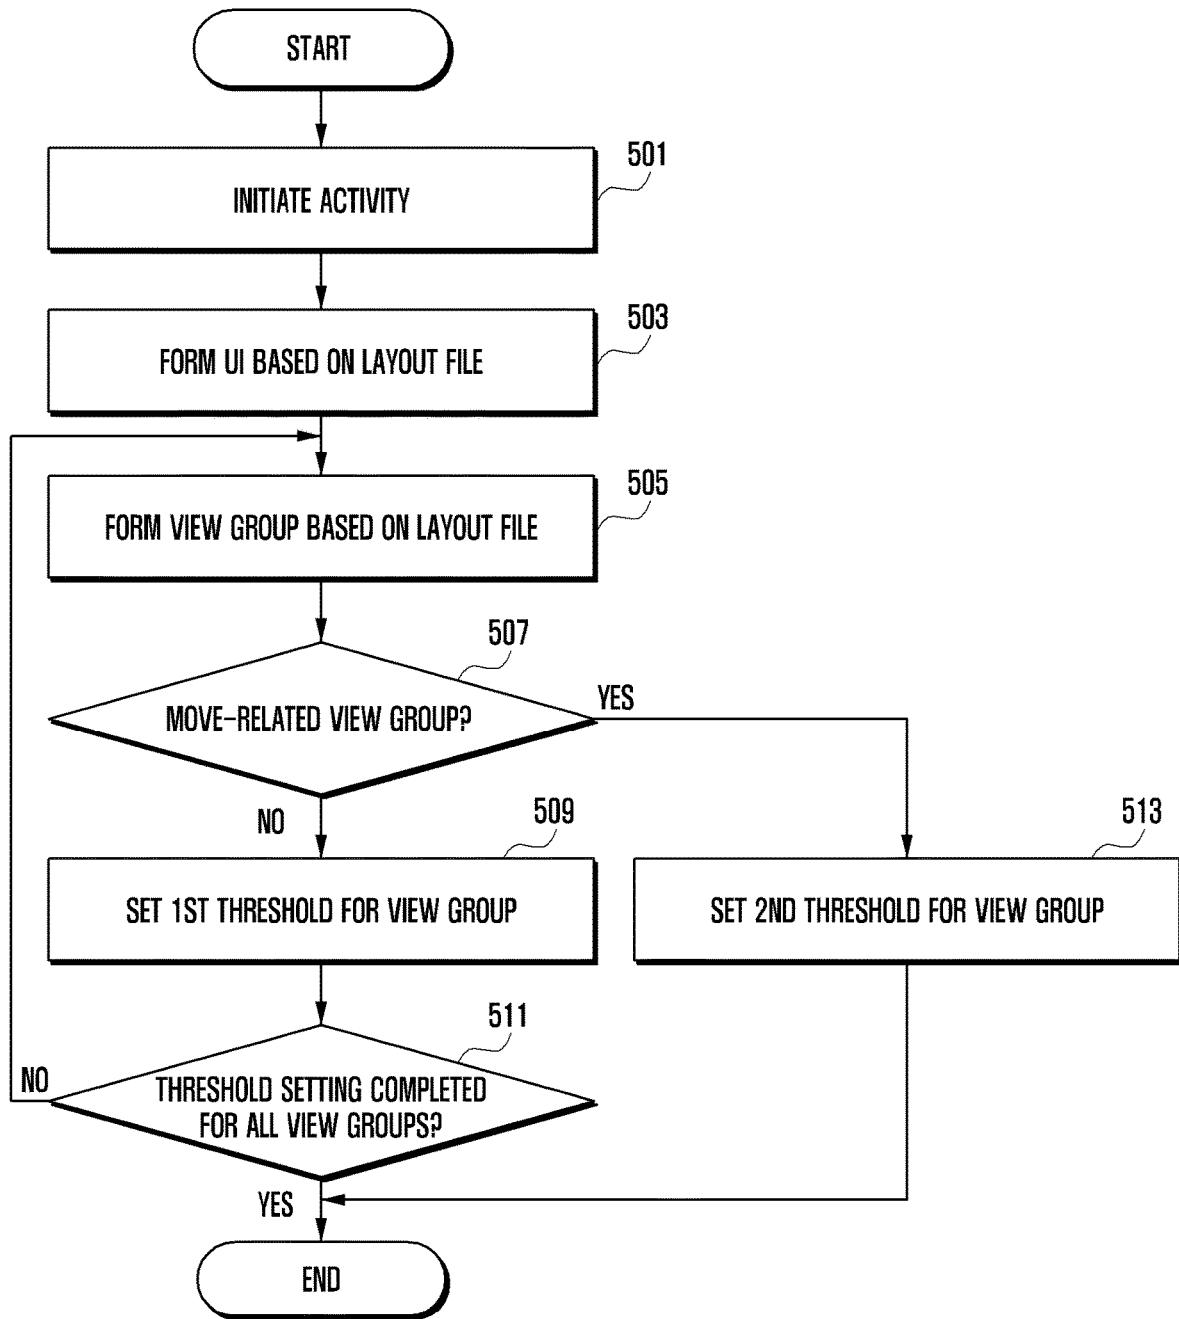 START
501
INITIATE ACTIVITY
503
FORM UI BASED ON LAYOUT FILE
505
FORM VIEW GROUP BASED ON LAYOUT FILE
507
MOVE-RELATED VIEW GROUP?
YES
NO
509
513
SET 1ST THRESHOLD FOR VIEW GROUP
SET 2ND THRESHOLD FOR VIEW GROUP
511
NO
THRESHOLD SETTING COMPLETED
FOR ALL VIEW GROUPS?
YES
END